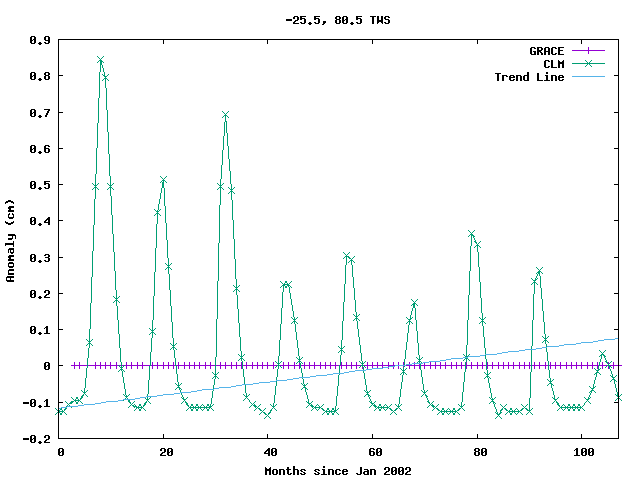 -25.5, 80.5 TWS
GRACE
CLM
Trend Line
0.9
0.8
0.7
0.6
0.5
0.4
0.3
0.2
0.1
0
-0.1
-0.2
Anomaly (cm)
0 20 40 60 80 100
Months since Jan 2002